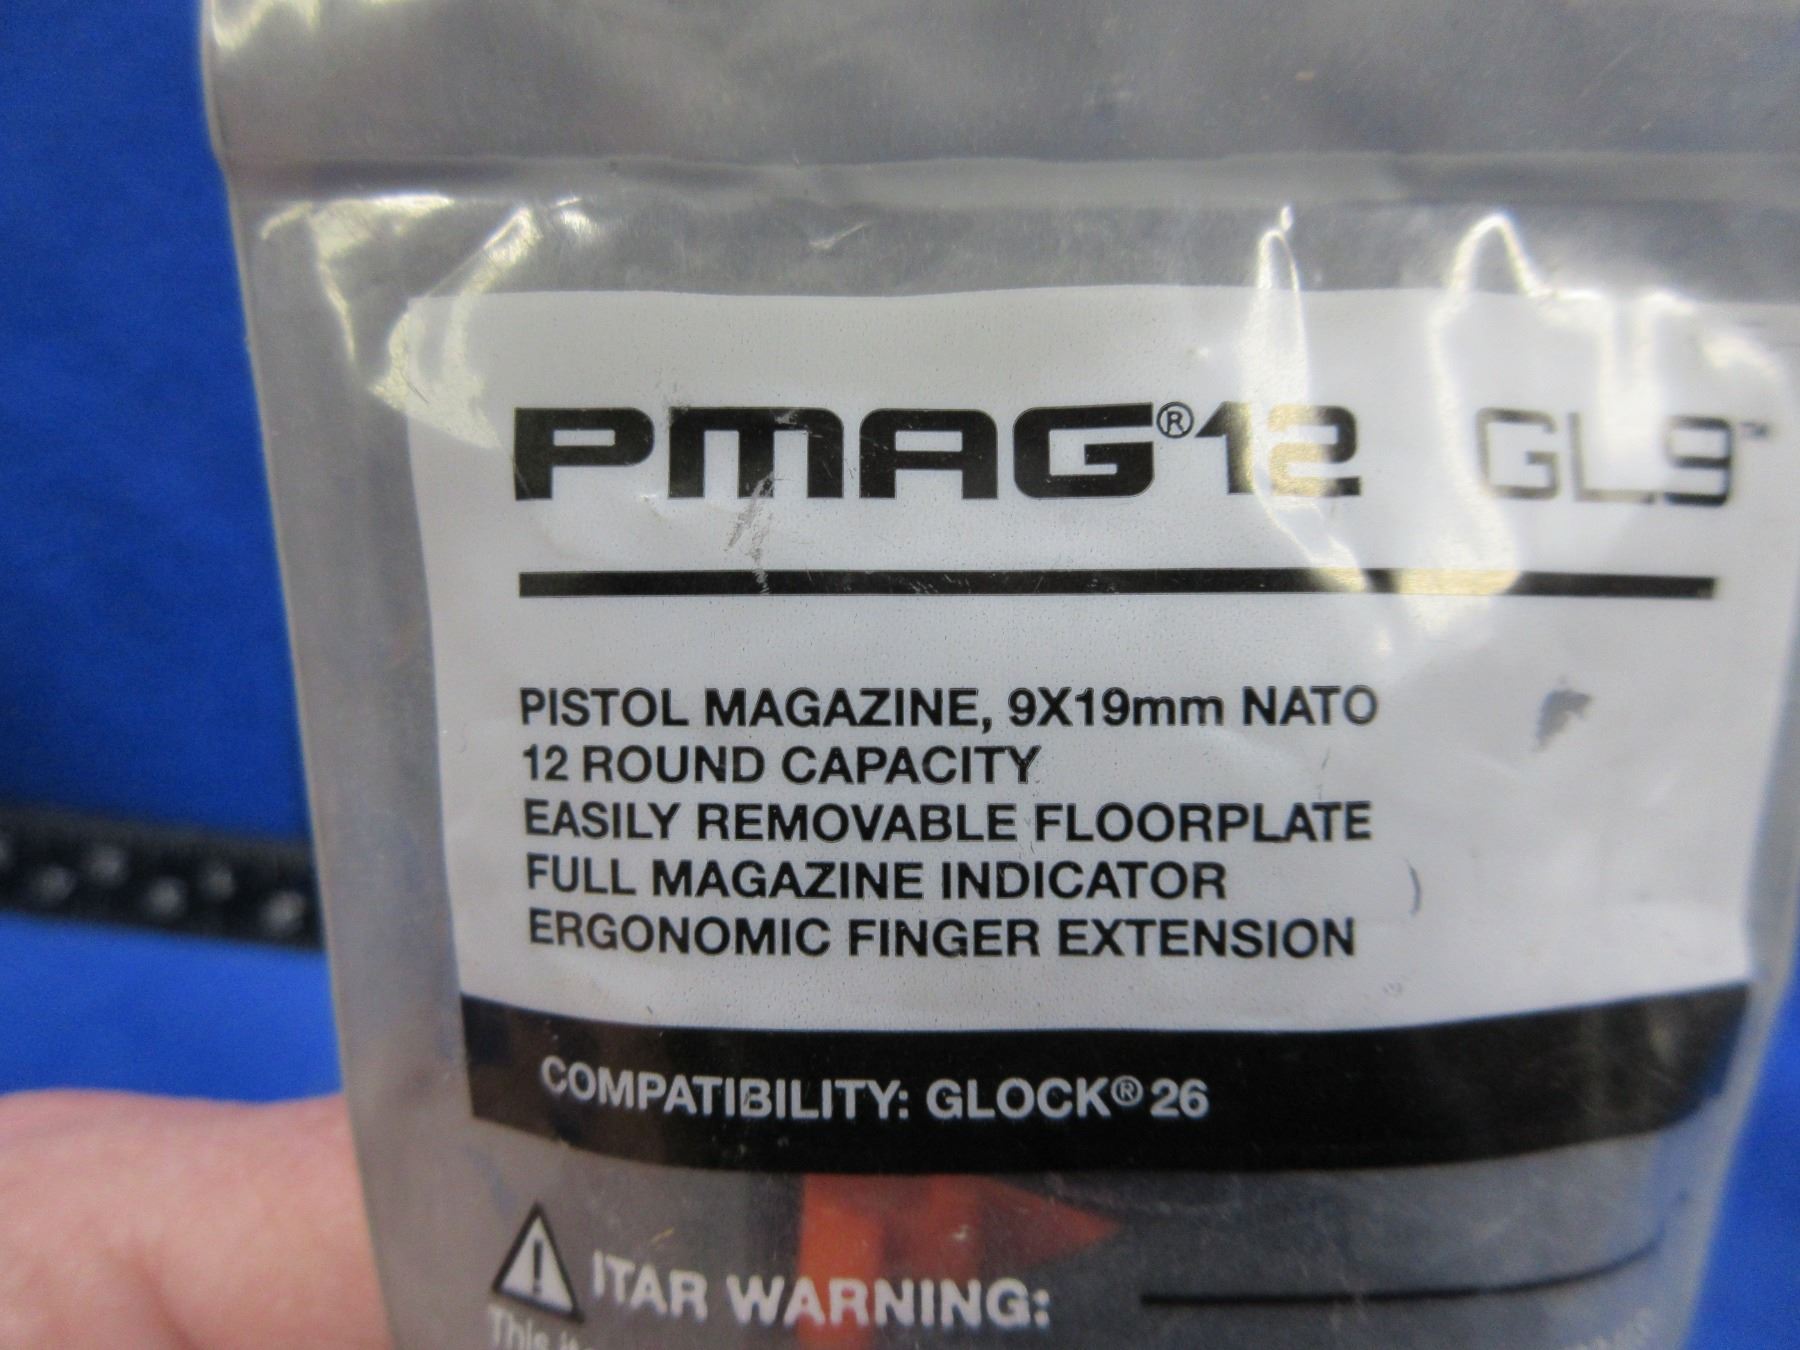 PMAG®12 GL9™
PISTOL MAGAZINE, 9X19mm NATO
12 ROUND CAPACITY
EASILY REMOVABLE FLOORPLATE
FULL MAGAZINE INDICATOR
ERGONOMIC FINGER EXTENSION
COMPATIBILITY: GLOCK® 26
ITAR WARNING:
This